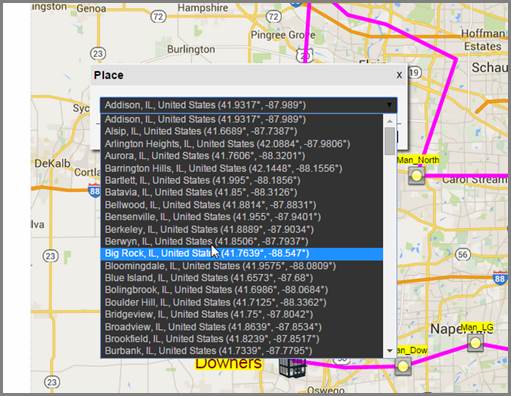 Hampshire
Genoa
72
Burlington
Pingree Grove
Hoffman
Estates
Schau
Place
x
Addison, IL, United States (41.9317°, -87.989°)
Addison, IL, United States (41.9317°, -87.989°)
Alsip, IL, United States (41.6689°, -87.7387°)
Arlington Heights, IL, United States (42.0884°, -87.9806°)
Aurora, IL, United States (41.7606°, -88.3201°)
Barrington Hills, IL, United States (42.1448°, -88.1556°)
Bartlett, IL, United States (41.995°, -88.1856°)
Batavia, IL, United States (41.85°, -88.3126°)
Bellwood, IL, United States (41.8814°, -87.8831°)
Bensenville, IL, United States (41.955°, -87.9401°)
Berkeley, IL, United States (41.8889°, -87.9034°)
Berwyn, IL, United States (41.8506°, -87.7937°)
Big Rock, IL, United States (41.7639°, -88.547°)
Bloomingdale, IL, United States (41.9575°, -88.0809°)
Blue Island, IL, United States (41.6573°, -87.68°)
Bolingbrook, IL, United States (41.6986°, -88.0684°)
Boulder Hill, IL, United States (41.7125°, -88.3362°)
Bridgeview, IL, United States (41.75°, -87.8042°)
Broadview, IL, United States (41.8639°, -87.8534°)
Brookfield, IL, United States (41.8239°, -87.8517°)
Burbank, IL, United States (41.7339°, -87.7795°)
Syc
DeKalb
Cortla
88
Man_North
Carol Stream
56
88
Man_LG
Naperville
an_Dow
Downers
Oswego